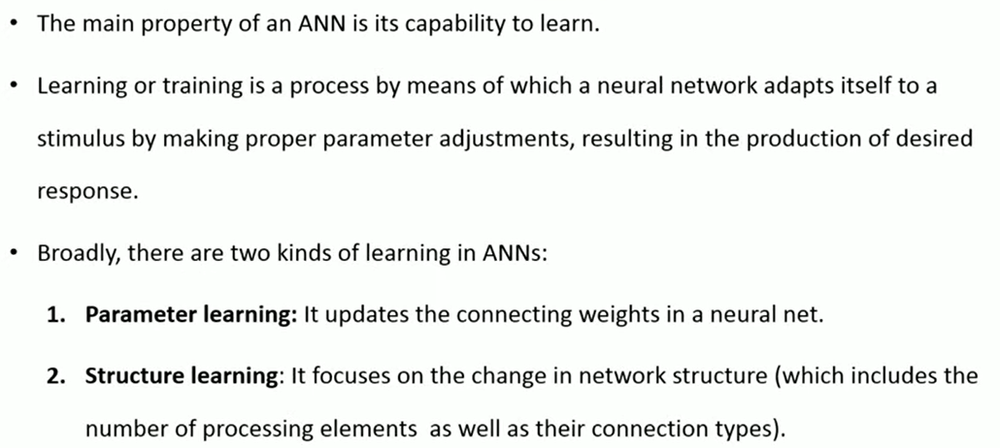 • The main property of an ANN is its capability to learn.
• Learning or training is a process by means of which a neural network adapts itself to a
stimulus by making proper parameter adjustments, resulting in the production of desired
response.
• Broadly, there are two kinds of learning in ANNs:
1. Parameter learning: It updates the connecting weights in a neural net.
2. Structure learning: It focuses on the change in network structure (which includes the
number of processing elements as well as their connection types).